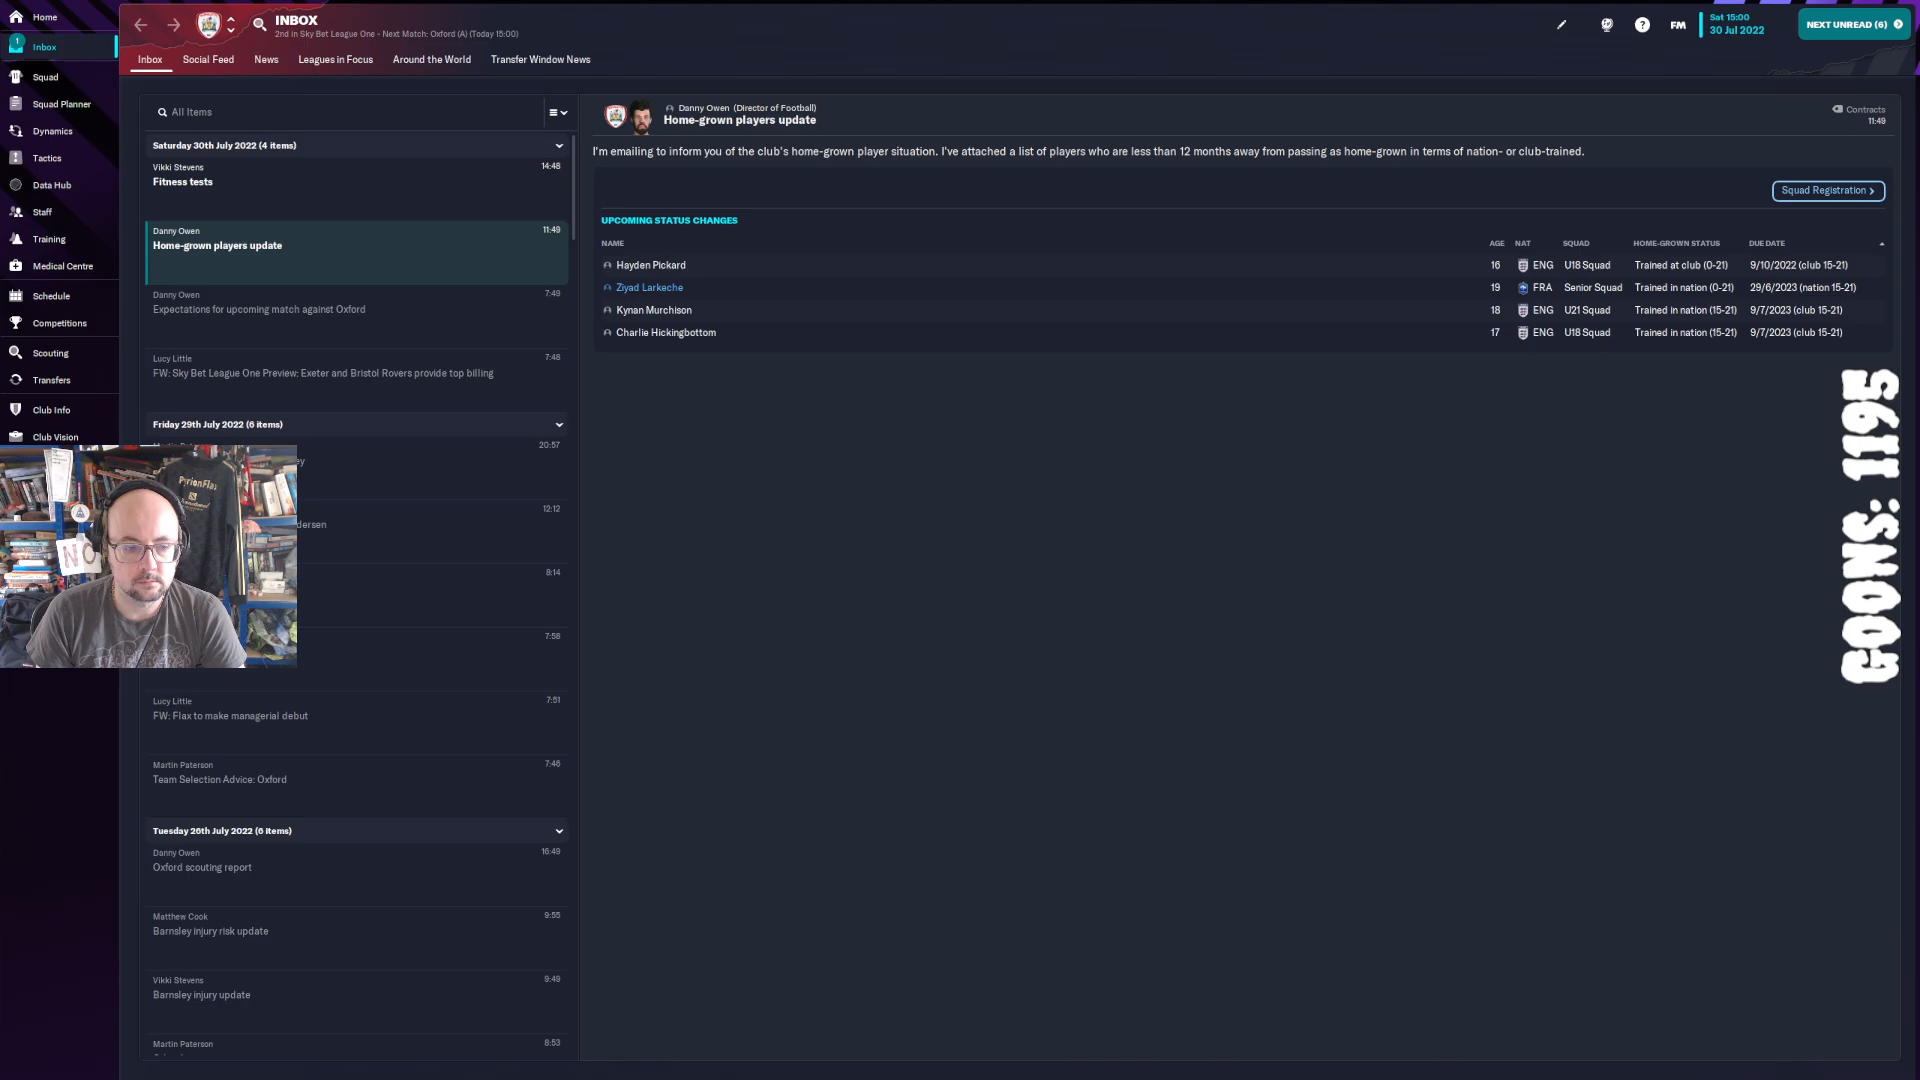 Home
Inbox
1
Squad
Squad Planner
Dynamics
Tactics
Data Hub
Staff
Training
Medical Centre
Schedule
Competitions
Scouting
Transfers
Club Info
Club Vision
INBOX
2nd in Sky Bet League One - Next Match: Oxford (A) (Today 15:00)
FM
Sat 15:00
30 Jul 2022
NEXT UNREAD (6)
Inbox
Social Feed
News
Leagues in Focus
Around the World
Transfer Window News
All Items
Saturday 30th July 2022 (4 items)
Vikki Stevens 14:48
Fitness tests
Danny Owen 11:49
Home-grown players update
Danny Owen 7:49
Expectations for upcoming match against Oxford
Lucy Little 7:48
FW: Sky Bet League One Preview: Exeter and Bristol Rovers provide top billing
Friday 29th July 2022 (6 items)
20:57
ey
12:12
dersen
8:14
7:58
Lucy Little 7:51
FW: Flax to make managerial debut
Martin Paterson 7:46
Team Selection Advice: Oxford
Tuesday 26th July 2022 (6 items)
Danny Owen 16:49
Oxford scouting report
Matthew Cook 9:55
Barnsley injury risk update
Vikki Stevens 9:49
Barnsley injury update
Martin Paterson 8:53
Danny Owen (Director of Football)
Home-grown players update
Contracts
11:49
I'm emailing to inform you of the club's home-grown player situation. I've attached a list of players who are less than 12 months away from passing as home-grown in terms of nation- or club-trained.
Squad Registration
UPCOMING STATUS CHANGES
NAME AGE NAT SQUAD HOME-GROWN STATUS DUE DATE
Hayden Pickard 16 ENG U18 Squad Trained at club (0-21) 9/10/2022 (club 15-21)
Ziyad Larkeche 19 FRA Senior Squad Trained in nation (0-21) 29/6/2023 (nation 15-21)
Kynan Murchison 18 ENG U21 Squad Trained in nation (15-21) 9/7/2023 (club 15-21)
Charlie Hickingbottom 17 ENG U18 Squad Trained in nation (15-21) 9/7/2023 (club 15-21)
GOONS: 1195
PyrionFlax
NO